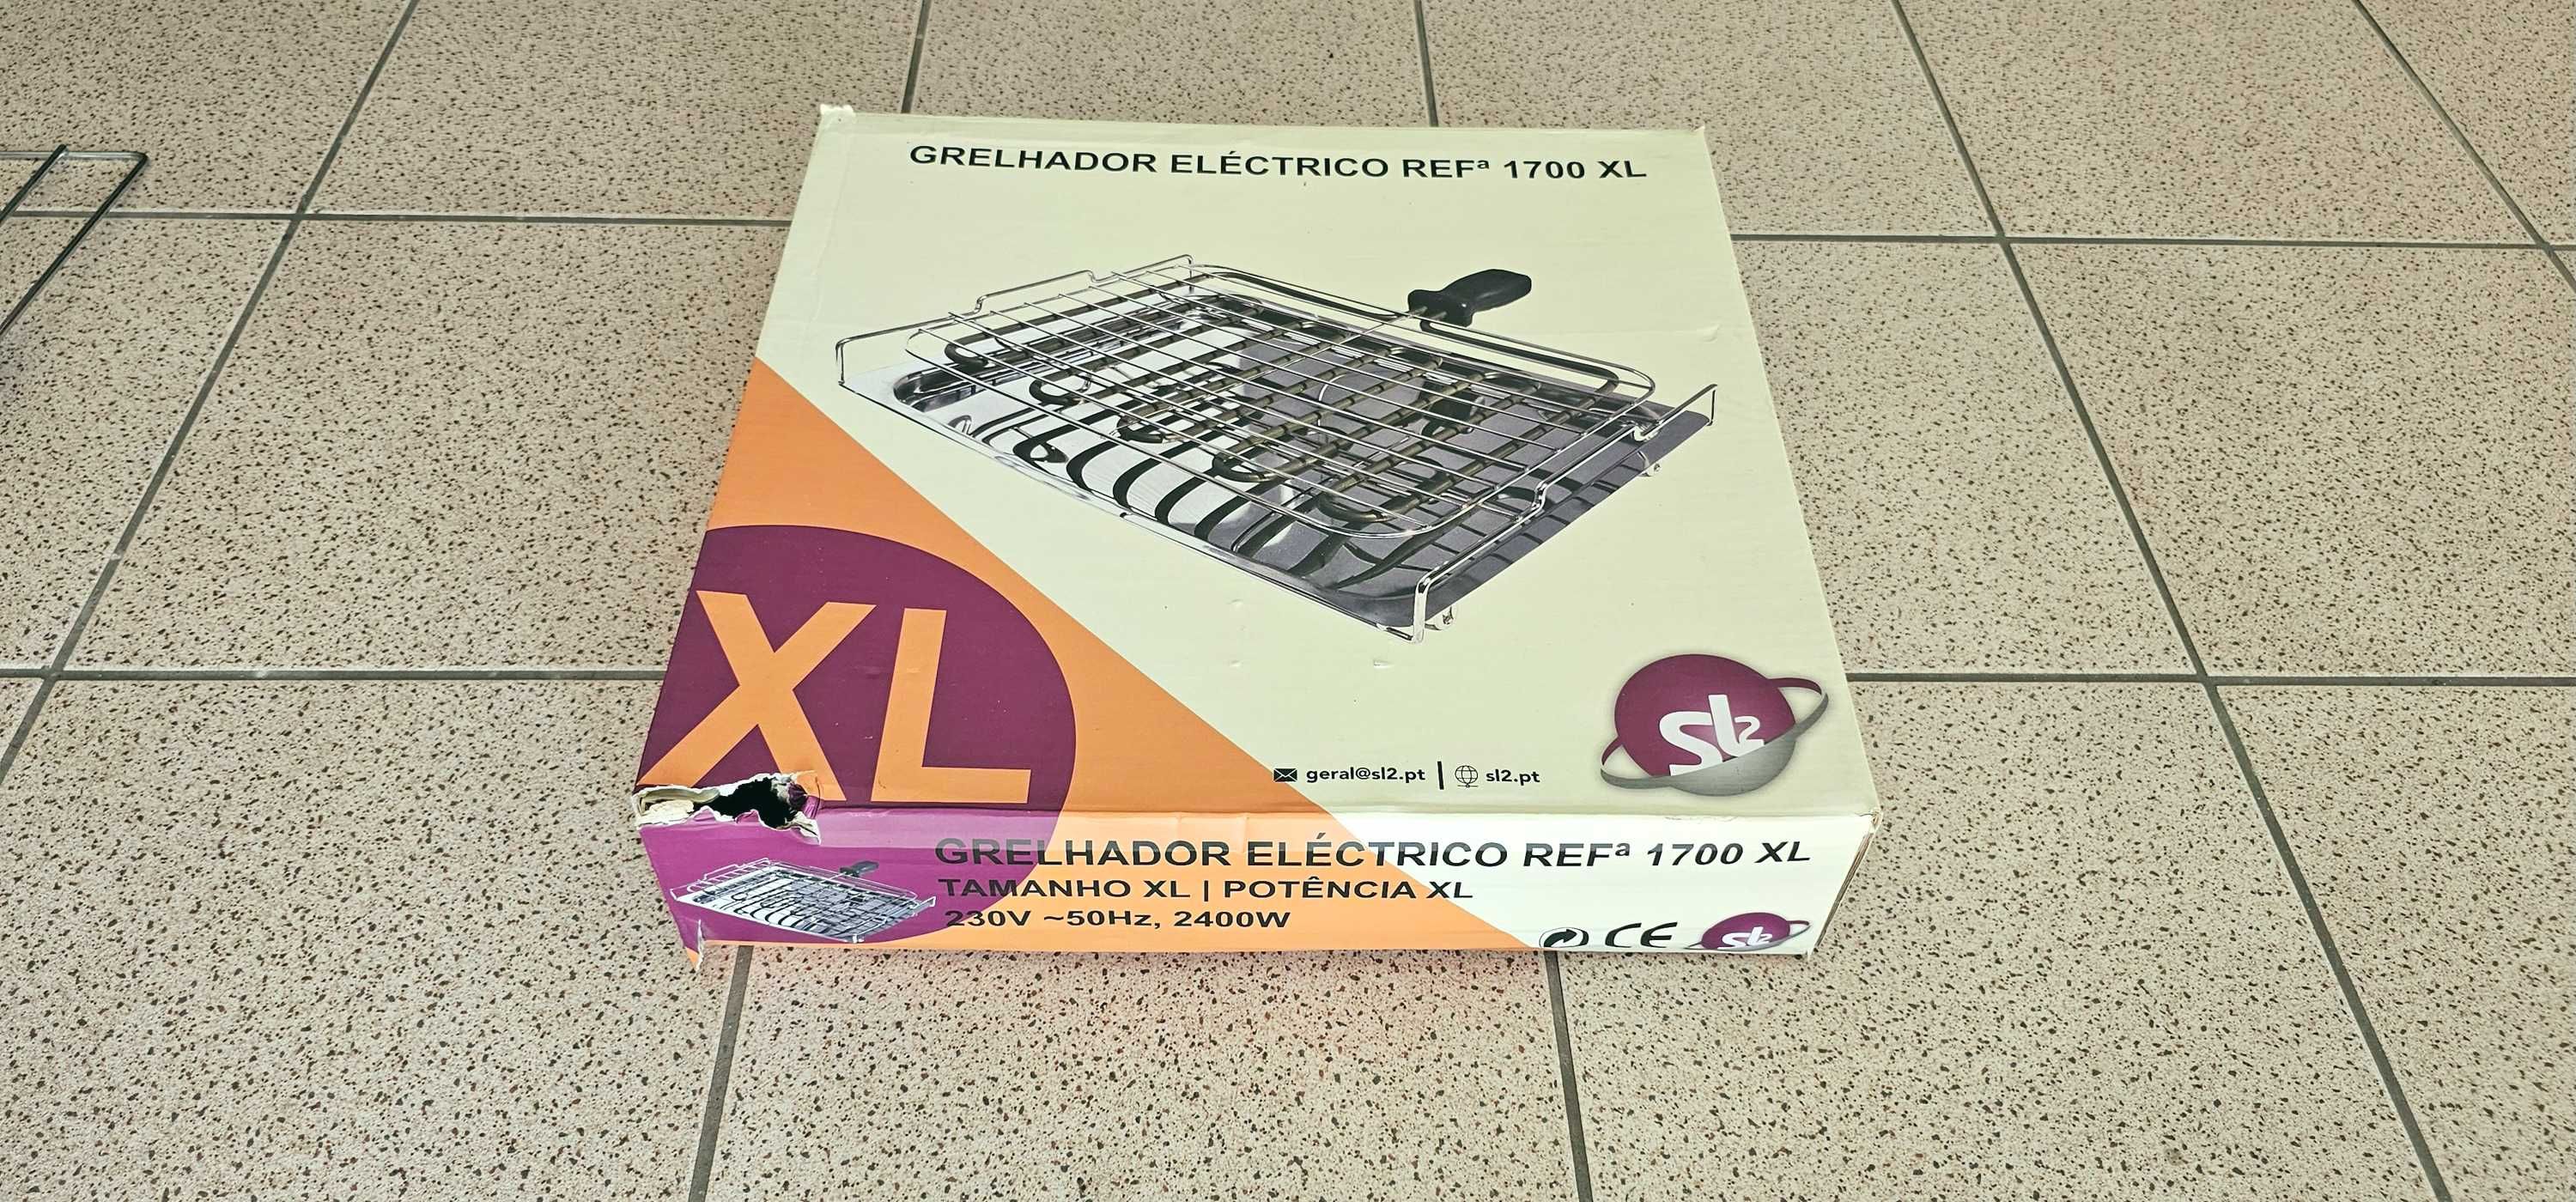 GRELHADOR ELÉCTRICO REFª 1700 XL
XL
SL2
geral@sl2.pt | sl2.pt
GRELHADOR ELÉCTRICO REFª 1700 XL
TAMANHO XL | POTÊNCIA XL
230V ~50Hz, 2400W
CE
SL2